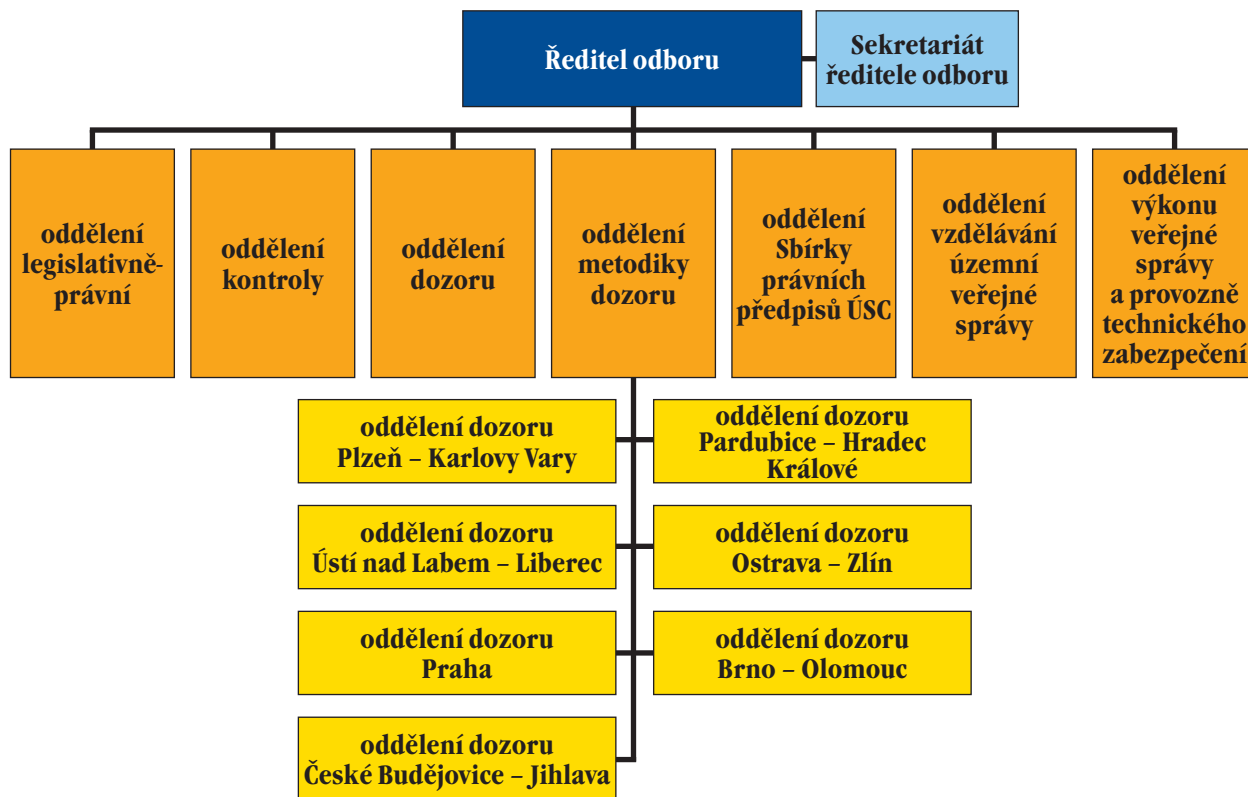 Ředitel odboru
Sekretariát
ředitele odboru
oddělení
legislativně-
právní
oddělení
kontroly
oddělení
dozoru
oddělení
metodiky
dozoru
oddělení
Sbírky
právních
předpisů ÚSC
oddělení
vzdělávání
územní
veřejné
správy
oddělení
výkonu
veřejné
správy
a provozně
technického
zabezpečení
oddělení dozoru
Plzeň – Karlovy Vary
oddělení dozoru
Pardubice – Hradec
Králové
oddělení dozoru
Ústí nad Labem – Liberec
oddělení dozoru
Ostrava – Zlín
oddělení dozoru
Praha
oddělení dozoru
Brno – Olomouc
oddělení dozoru
České Budějovice – Jihlava